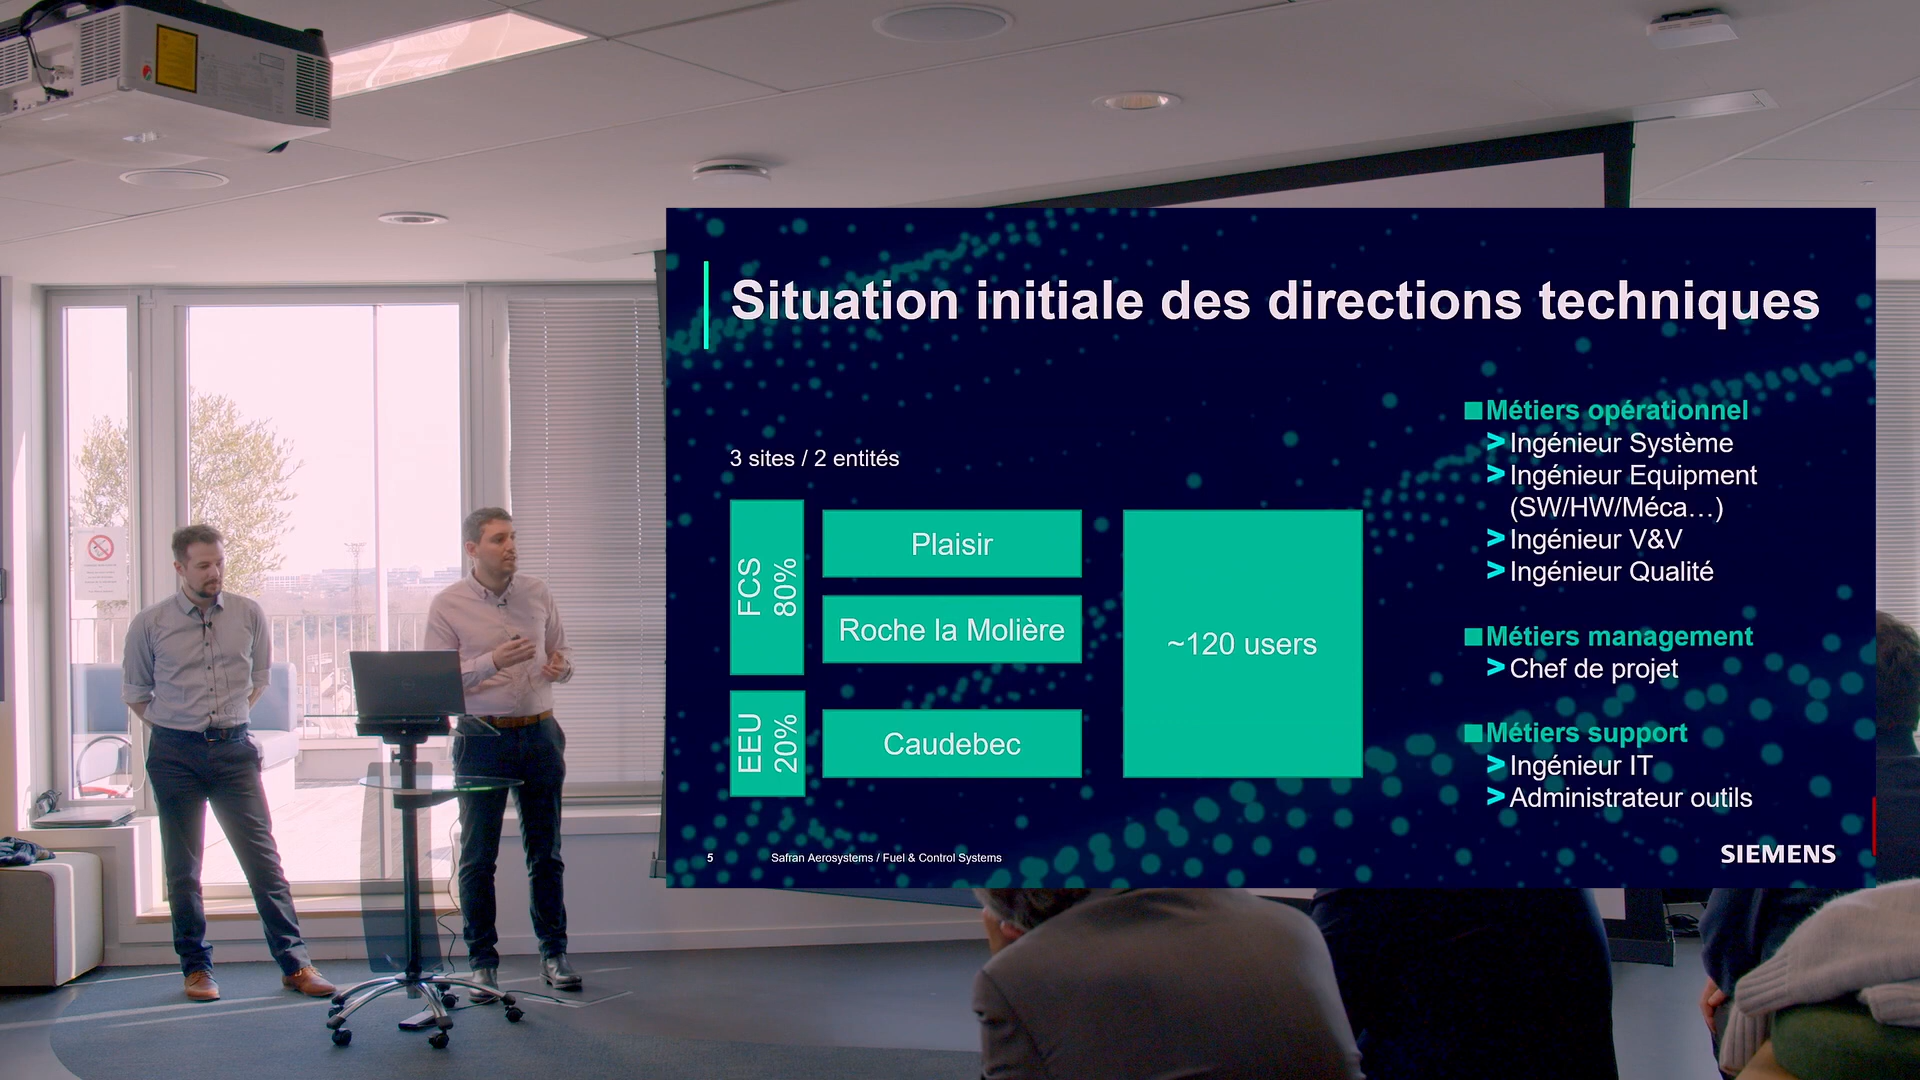 Situation initiale des directions techniques
3 sites / 2 entités
FCS
80%
Plaisir
Roche la Molière
EEU
20%
Caudebec
~120 users
Métiers opérationnel
> Ingénieur Système
> Ingénieur Equipment
(SW/HW/Méca…)
> Ingénieur V&V
> Ingénieur Qualité
Métiers management
> Chef de projet
Métiers support
> Ingénieur IT
> Administrateur outils
5
Safran Aerosystems / Fuel & Control Systems
SIEMENS